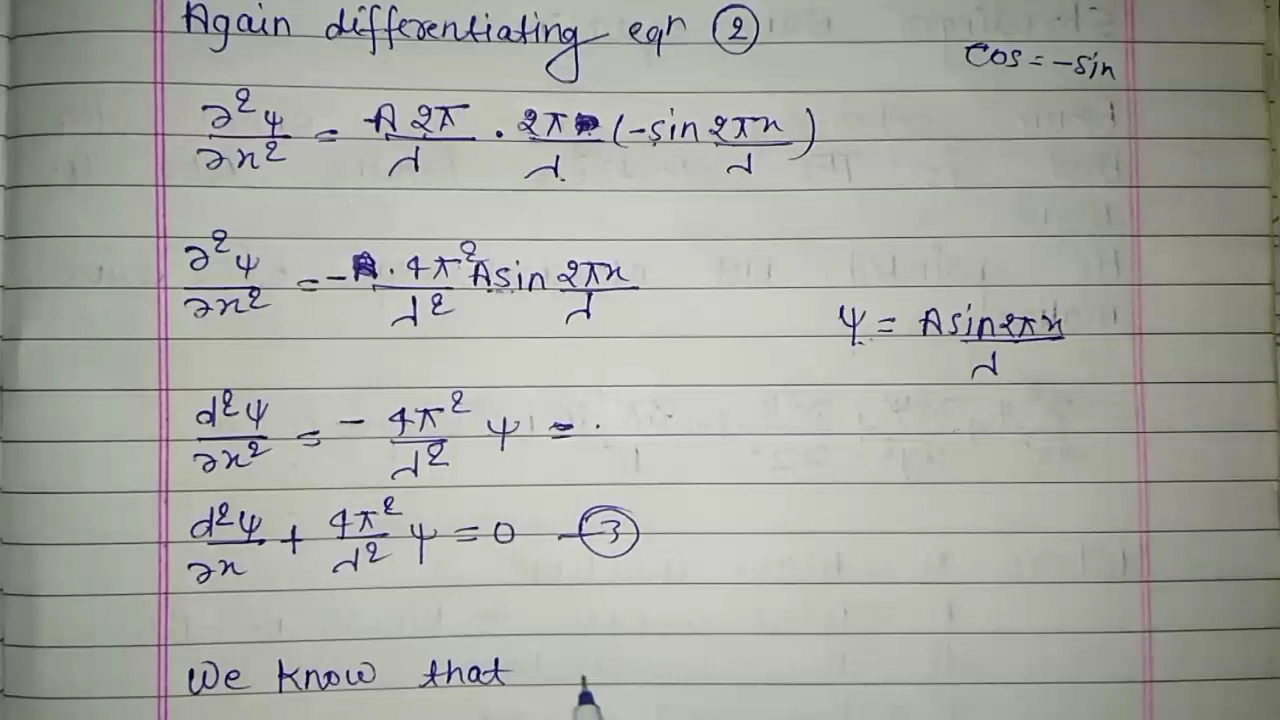 Again differentiating eqn ②
cos = -sin
∂²ψ/∂x² = A 2π/λ . 2π/λ (-sin 2πx/λ)
∂²ψ/∂x² = - . 4π²/λ² A sin 2πx/λ
ψ = A sin 2πx/λ
d²ψ/∂x² = - 4π²/λ² ψ - .
d²ψ/∂x + 4π²/λ² ψ = 0 - ③
We know that